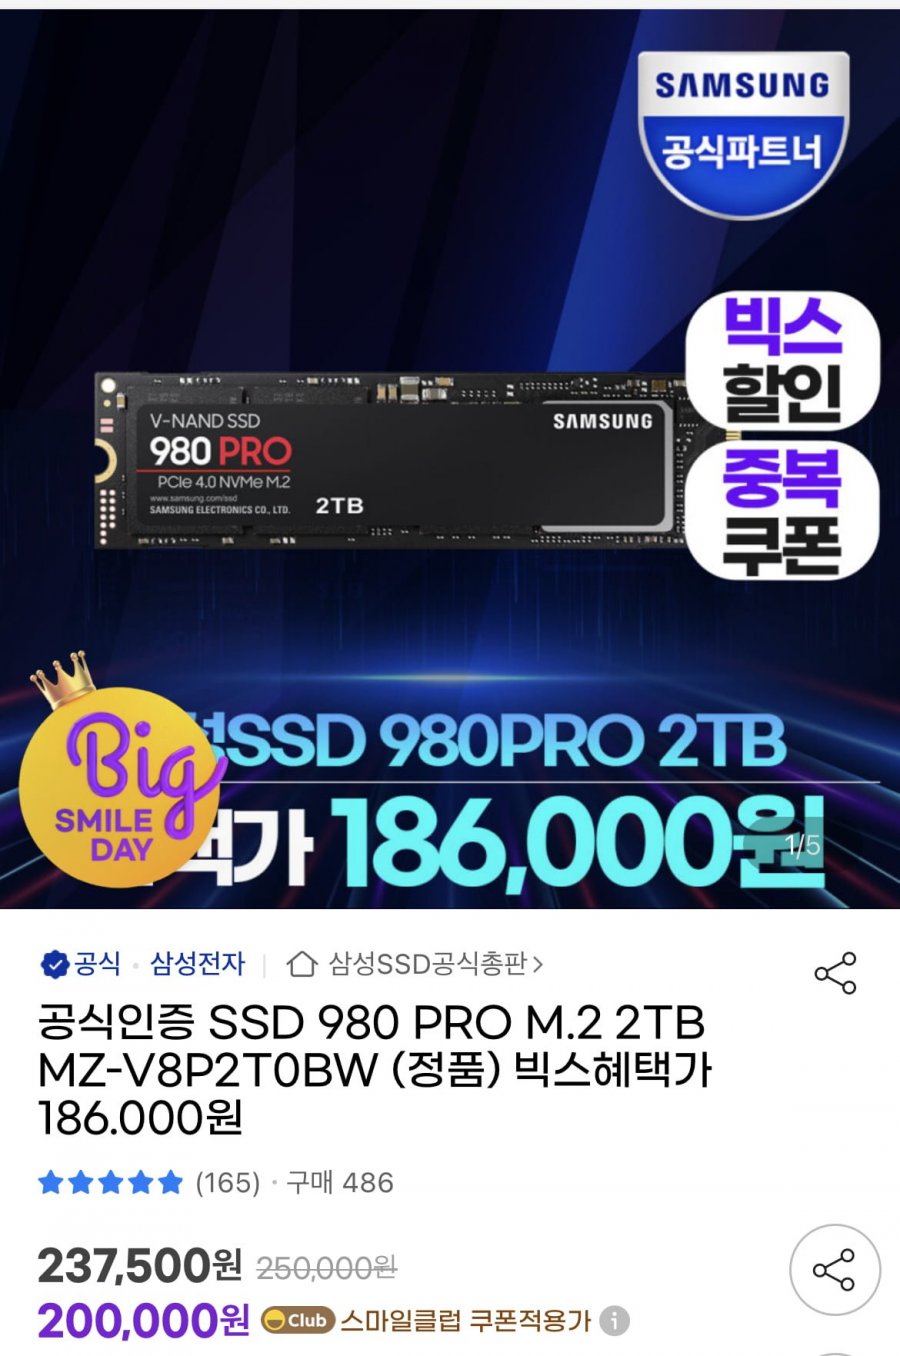 SAMSUNG
공식파트너
빅스
할인
중복
쿠폰
V-NAND SSD
980 PRO
PCIe 4.0 NVMe M.2
www.samsung.com/ssd
SAMSUNG ELECTRONICS CO., LTD.
2TB
SAMSUNG
Big
SMILE
DAY
SSD 980PRO 2TB
186,000원
1/5
공식 · 삼성전자 | 삼성SSD공식총판 >
공식인증 SSD 980 PRO M.2 2TB
MZ-V8P2T0BW (정품) 빅스혜택가
186.000원
(165) · 구매 486
237,500원 250,000원
200,000원 Club 스마일클럽 쿠폰적용가 i